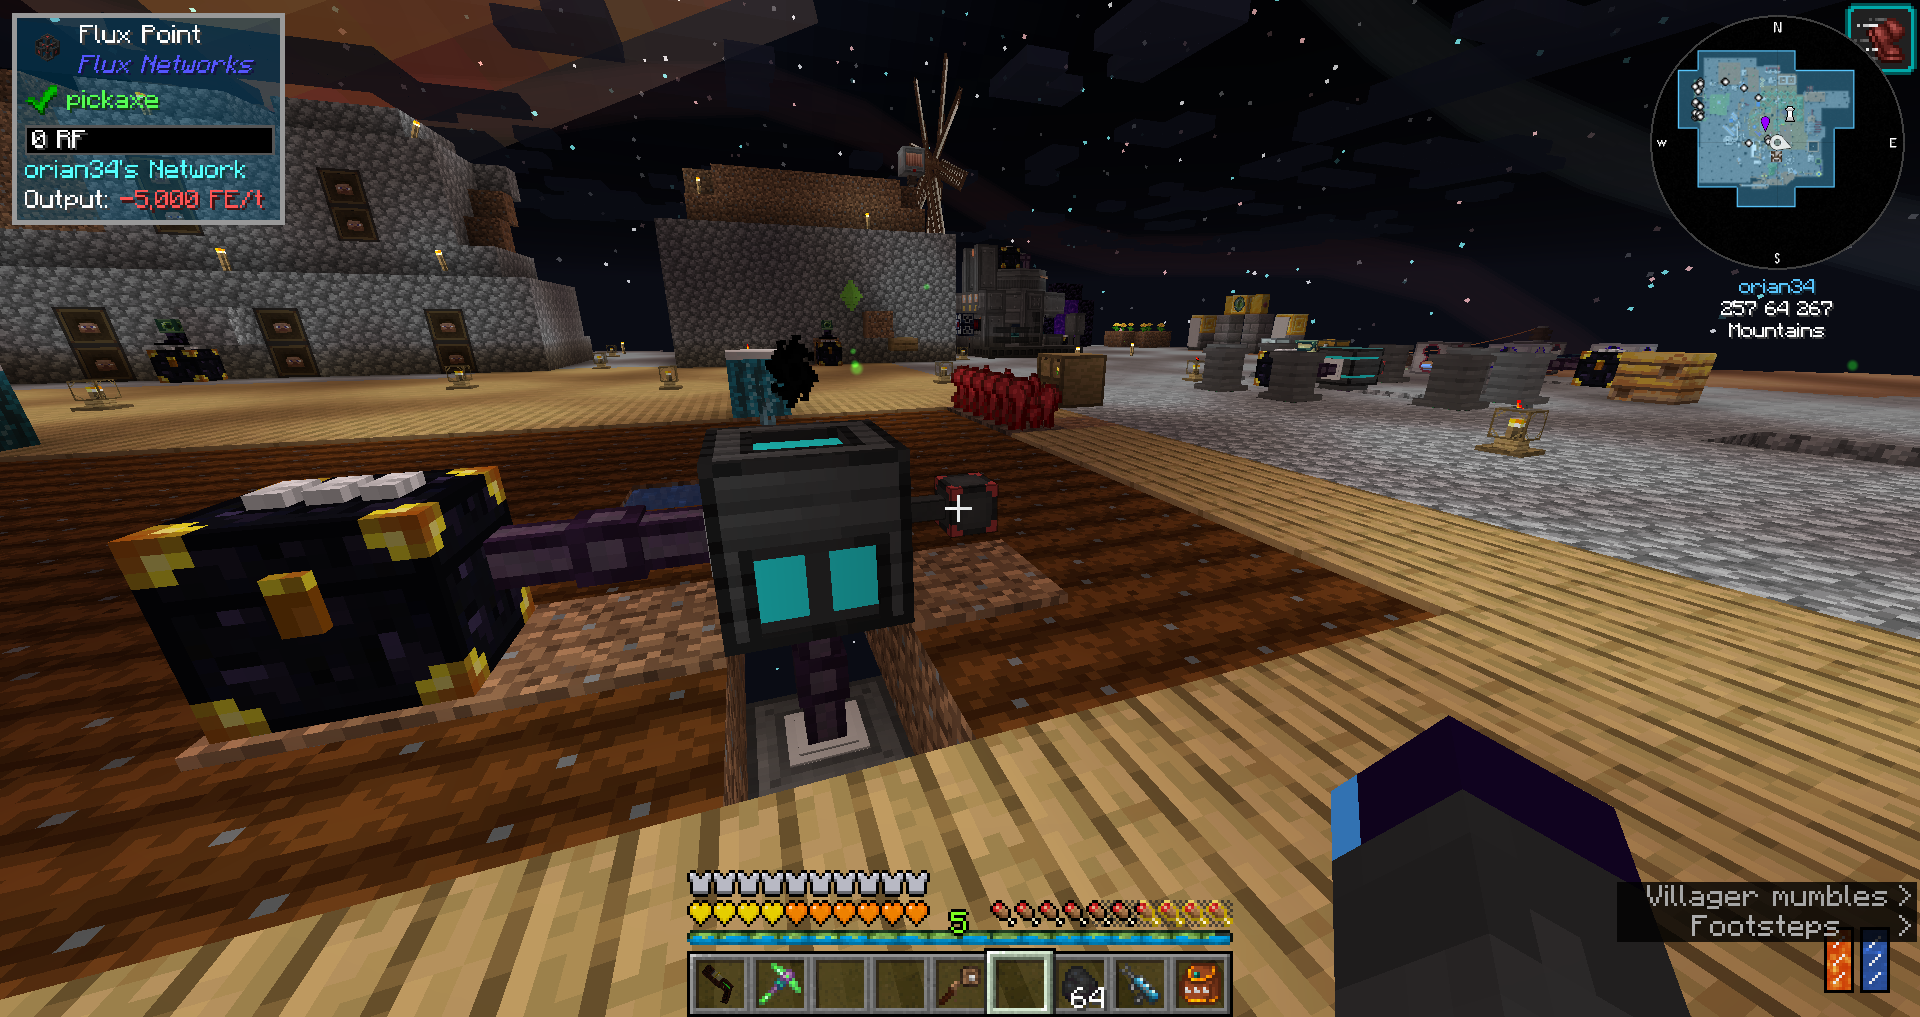 Flux Point
Flux Networks
pickaxe
0 RF
orian34's Network
Output: -5,000 FE/t
N
W
E
S
orian34
257 64 267
Mountains
Villager mumbles >
Footsteps >
5
64